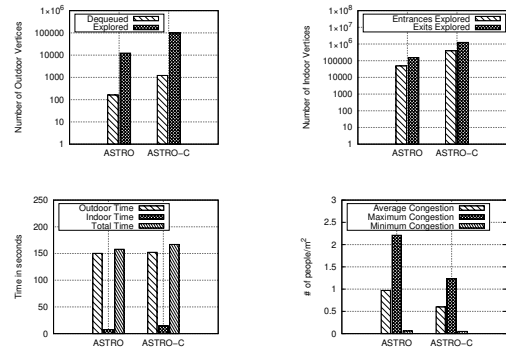 1×10^6
100000
10000
1000
100
10
1
Number of Outdoor Vertices
Dequeued
Explored
ASTRO
ASTRO-C
1×10^8
1×10^7
1×10^6
100000
10000
1000
100
10
1
Number of Indoor Vertices
Entrances Explored
Exits Explored
ASTRO
ASTRO-C
250
200
150
100
50
0
Time in seconds
Outdoor Time
Indoor Time
Total Time
ASTRO
ASTRO-C
3
2.5
2
1.5
1
0.5
0
# of people/m²
Average Congestion
Maximum Congestion
Minimum Congestion
ASTRO
ASTRO-C